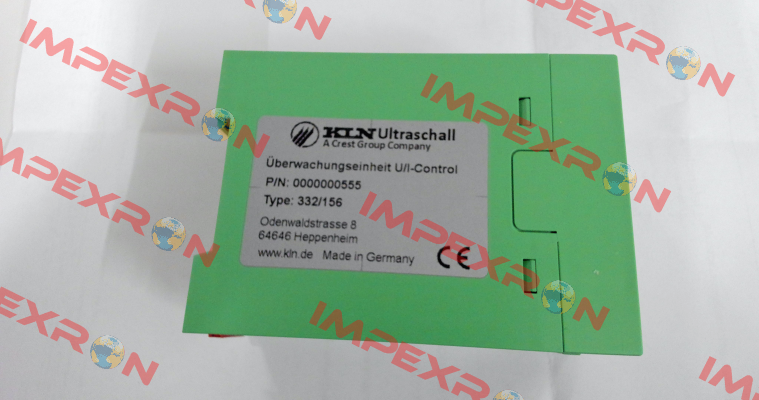 KLN Ultraschall
A Crest Group Company
Überwachungseinheit U/I-Control
P/N: 0000000555
Type: 332/156
Odenwaldstrasse 8
64646 Heppenheim
www.kln.de Made in Germany
CE
IMPEXRON
IMPEXRON
IMPEXRON
IMPEXRON
IMPEXRON
IMPEXRON